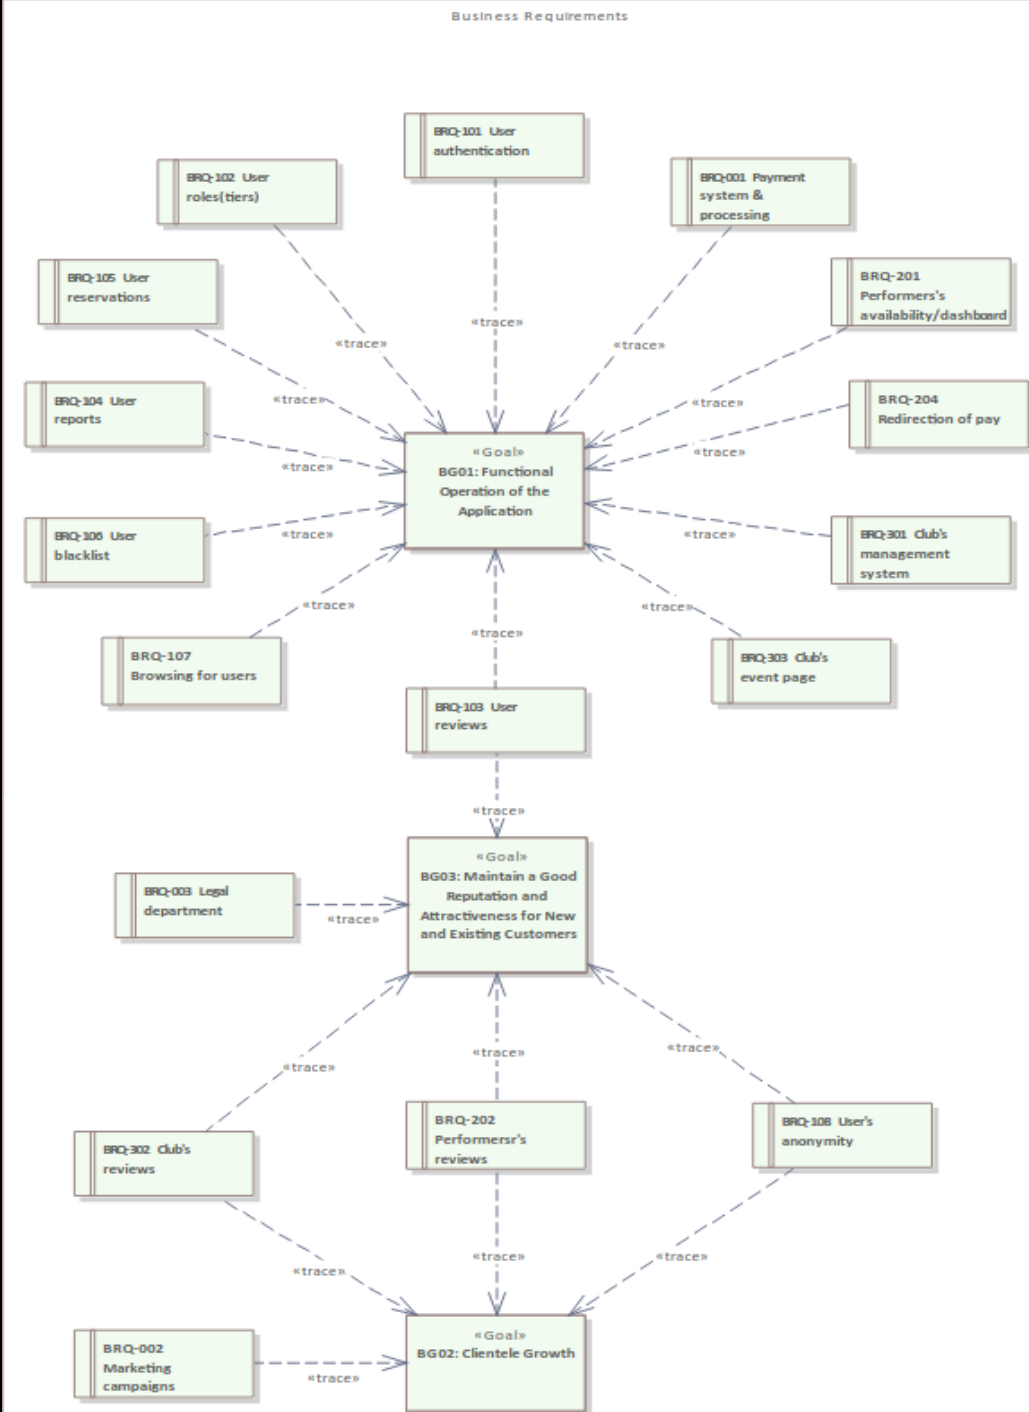 Business Requirements
BRQ-101 User
authentication
BRQ-102 User
roles(tiers)
BRQ-001 Payment
system &
processing
BRQ-105 User
reservations
BRQ-201
Performers's
availability/dashboard
«trace»
«trace»
«trace»
BRQ-104 User
reports
«trace»
«trace»
BRQ-204
Redirection of pay
«Goal»
BG01: Functional
Operation of the
Application
«trace»
«trace»
BRQ-106 User
blacklist
«trace»
«trace»
BRQ-301 Club's
management
system
«trace»
«trace»
«trace»
BRQ-107
Browsing for users
BRQ-303 Club's
event page
BRQ-103 User
reviews
«trace»
«Goal»
BG03: Maintain a Good
Reputation and
Attractiveness for New
and Existing Customers
BRQ-003 Legal
department
«trace»
«trace»
«trace»
«trace»
BRQ-302 Club's
reviews
BRQ-202
Performersr's
reviews
BRQ-108 User's
anonymity
«trace»
«trace»
«trace»
BRQ-002
Marketing
campaigns
«trace»
«Goal»
BG02: Clientele Growth